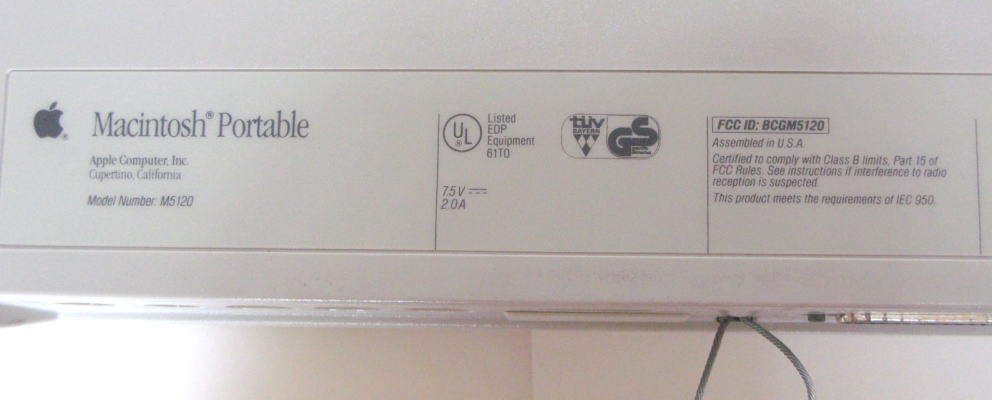 Macintosh® Portable
Apple Computer, Inc.
Cupertino, California
Model Number: M5120
UL
®
Listed
EDP
Equipment
61T0
7.5V
2.0A
TÜV
BAYERN
GS
FCC ID: BCGM5120
Assembled in U.S.A.
Certified to comply with Class B limits, Part 15 of
FCC Rules. See instructions if interference to radio
reception is suspected.
This product meets the requirements of IEC 950.